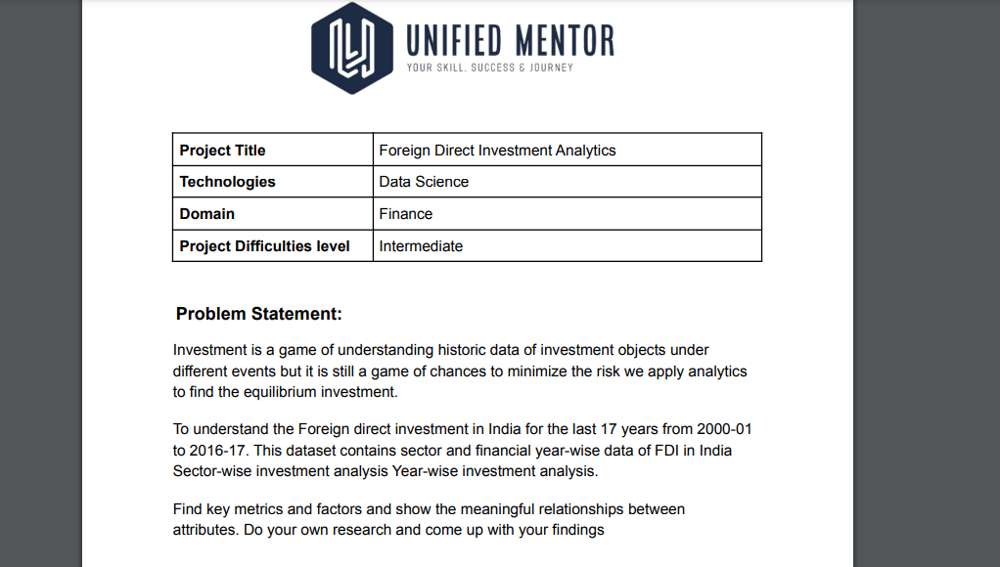 UNIFIED MENTOR
YOUR SKILL, SUCCESS & JOURNEY
Project Title Foreign Direct Investment Analytics
Technologies Data Science
Domain Finance
Project Difficulties level Intermediate
Problem Statement:
Investment is a game of understanding historic data of investment objects under
different events but it is still a game of chances to minimize the risk we apply analytics
to find the equilibrium investment.
To understand the Foreign direct investment in India for the last 17 years from 2000-01
to 2016-17. This dataset contains sector and financial year-wise data of FDI in India
Sector-wise investment analysis Year-wise investment analysis.
Find key metrics and factors and show the meaningful relationships between
attributes. Do your own research and come up with your findings